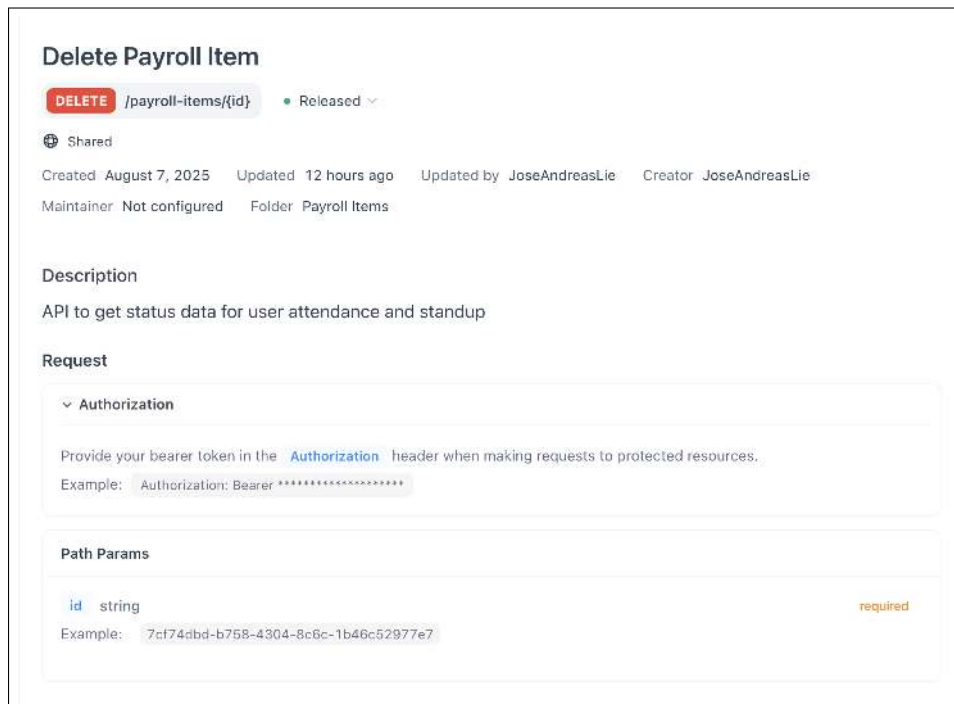 Delete Payroll Item
DELETE /payroll-items/{id} Released
Shared
Created August 7, 2025 Updated 12 hours ago Updated by JoseAndreasLie Creator JoseAndreasLie
Maintainer Not configured Folder Payroll Items
Description
API to get status data for user attendance and standup
Request
Authorization
Provide your bearer token in the Authorization header when making requests to protected resources.
Example: Authorization: Bearer ********************
Path Params
id string required
Example: 7cf74dbd-b758-4304-8c6c-1b46c52977e7